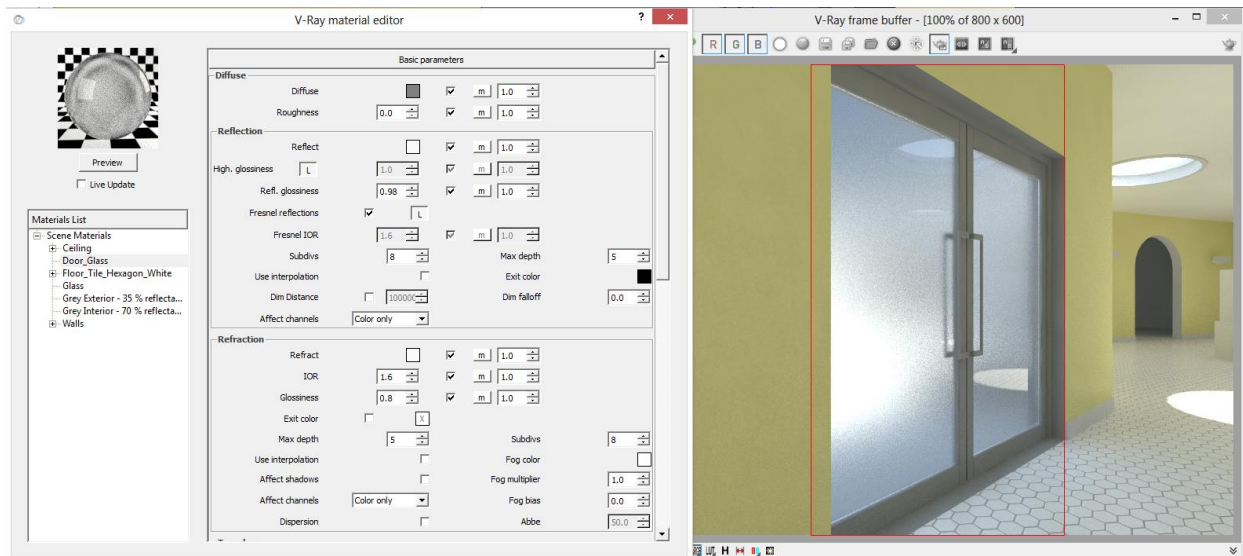 V-Ray material editor
?
×
Preview
Live Update
Materials List
Scene Materials
Ceiling
Door_Glass
Floor_Tile_Hexagon_White
Glass
Grey Exterior - 35 % reflecta...
Grey Interior - 70 % reflecta...
Walls
Basic parameters
Diffuse
Diffuse m 1.0
Roughness 0.0 m 1.0
Reflection
Reflect m 1.0
High. glossiness L 1.0 m 1.0
Refl. glossiness 0.98 m 1.0
Fresnel reflections L
Fresnel IOR 1.6 m 1.0
Subdivs 8 Max depth 5
Use interpolation Exit color
Dim Distance 100000 Dim falloff 0.0
Affect channels Color only
Refraction
Refract m 1.0
IOR 1.6 m 1.0
Glossiness 0.8 m 1.0
Exit color X
Max depth 5 Subdivs 8
Use interpolation Fog color
Affect shadows Fog multiplier 1.0
Affect channels Color only Fog bias 0.0
Dispersion Abbe 50.0
V-Ray frame buffer - [100% of 800 x 600]
R G B
H